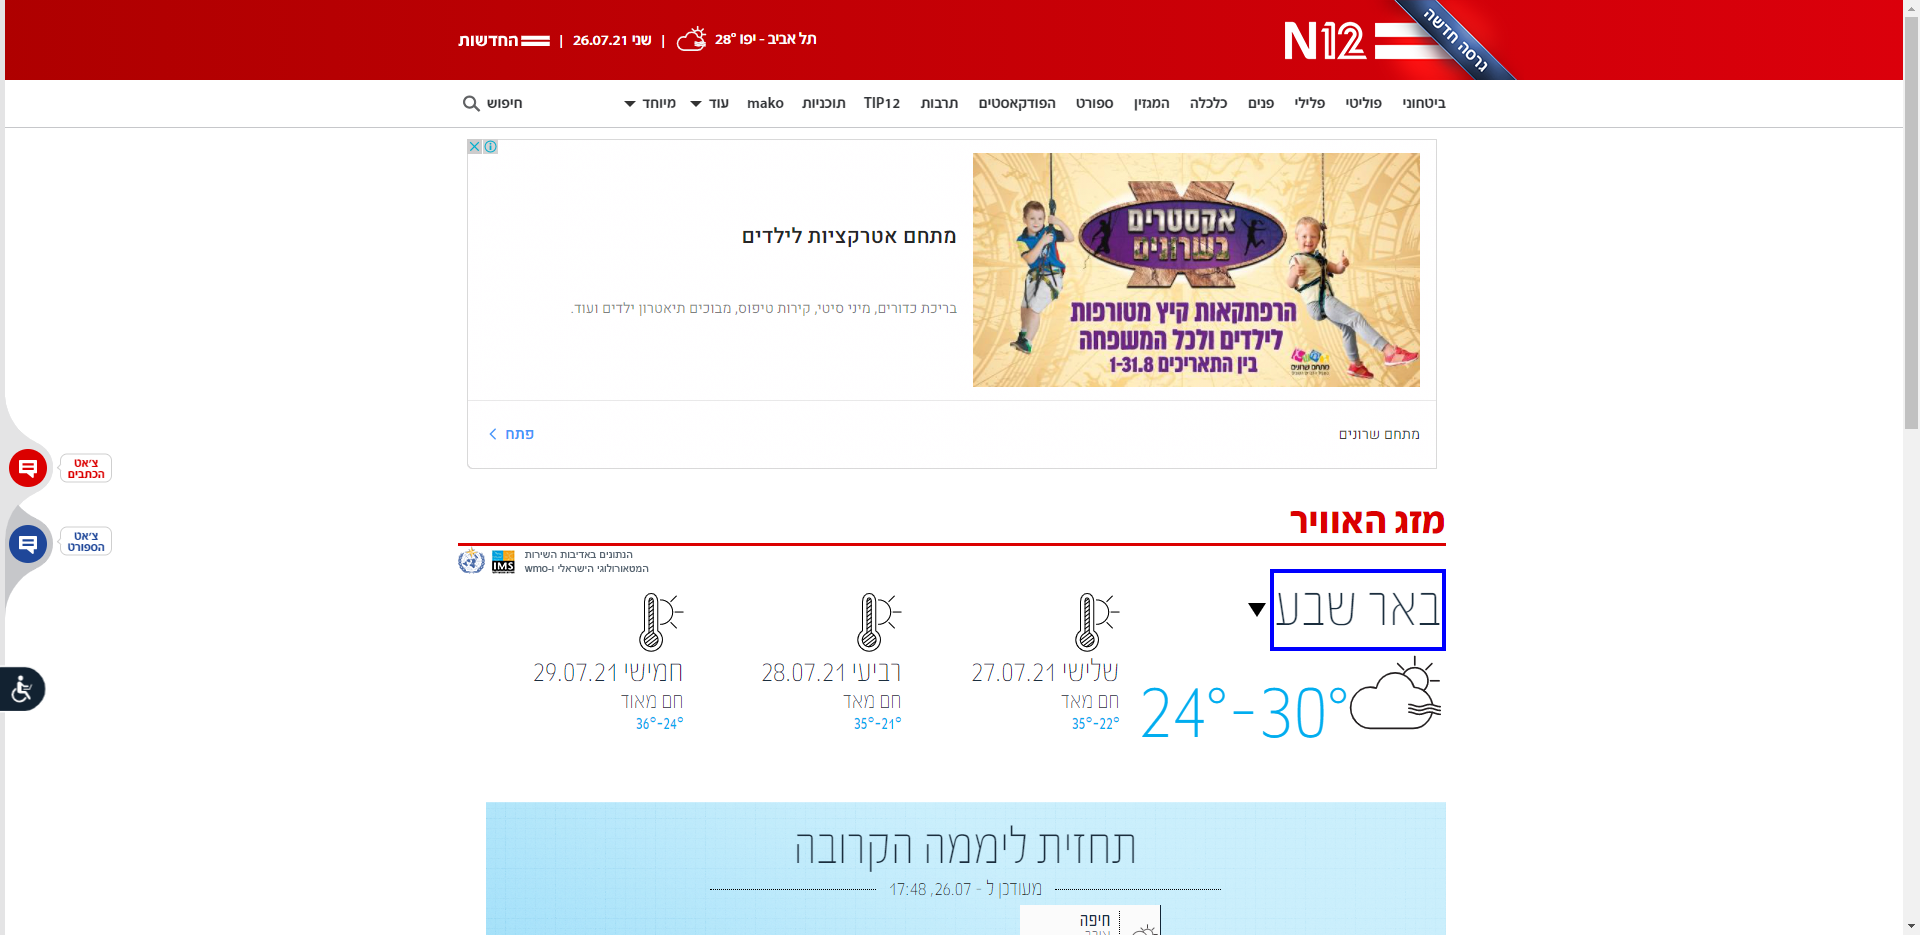 גרסה חדשה
N12
תל אביב - יפו 28° | שני 26.07.21 | החדשות
ביטחוני פוליטי פלילי פנים כלכלה המגזין ספורט הפודקאסטים תרבות TIP12 תוכניות mako עוד מיוחד חיפוש
אקסטרים
בשרונים
הרפתקאות קיץ מטורפות
לילדים ולכל המשפחה
בין התאריכים 1-31.8
מתחם שרונים
מתחם אטרקציות לילדים
בריכת כדורים, מיני סיטי, קירות טיפוס, מבוכים תיאטרון ילדים ועוד.
מתחם שרונים
פתח
צ'אט
הכתבים
צ'אט
הספורט
מזג האוויר
הנתונים באדיבות השירות
המטאורולוגי הישראלי ו-wmo
IMS
באר שבע
24°-30°
שלישי 27.07.21
חם מאד
35°-22°
רביעי 28.07.21
חם מאד
35°-21°
חמישי 29.07.21
חם מאוד
36°-24°
תחזית ליממה הקרובה
מעודכן ל - 26.07, 17:48
חיפה